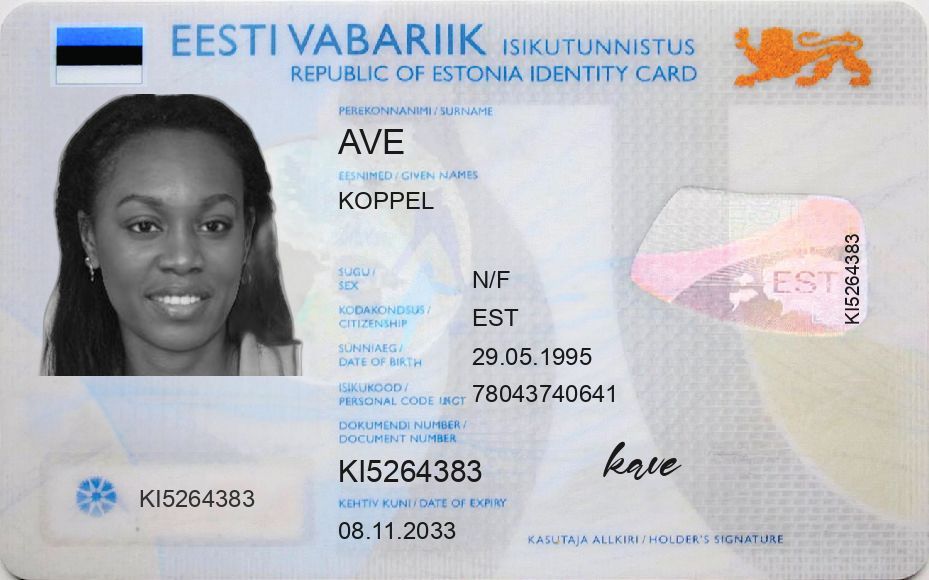 EESTI VABARIIK ISIKUTUNNISTUS
REPUBLIC OF ESTONIA IDENTITY CARD
PEREKONNANIMI / SURNAME
AVE
EESNIMED / GIVEN NAMES
KOPPEL
SUGU /
SEX
N/F
KODAKONDSUS /
CITIZENSHIP
EST
SÜNNIAEG /
DATE OF BIRTH
29.05.1995
ISIKUKOOD /
PERSONAL CODE
78043740641
DOKUMENDI NUMBER /
DOCUMENT NUMBER
KI5264383
KEHTIV KUNI / DATE OF EXPIRY
08.11.2033
KI5264383
EST
KI5264383
kave
KASUTAJA ALLKIRI / HOLDER'S SIGNATURE